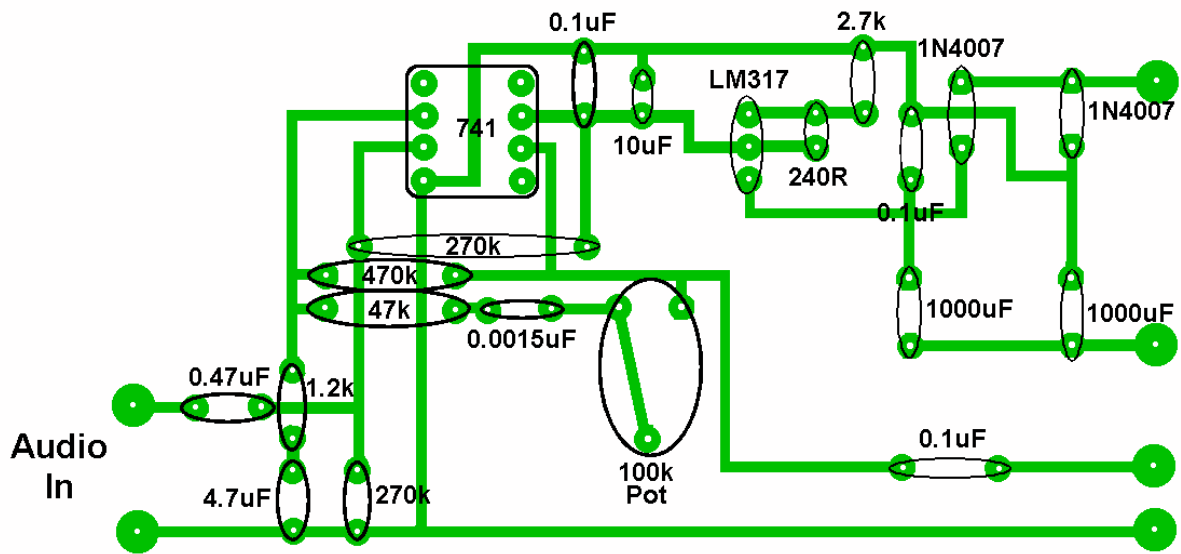 0.1uF
2.7k
1N4007
LM317
741
1N4007
10uF
240R
0.1uF
270k
470k
47k
0.0015uF
1000uF
1000uF
0.47uF
1.2k
Audio
In
0.1uF
100k
Pot
4.7uF
270k